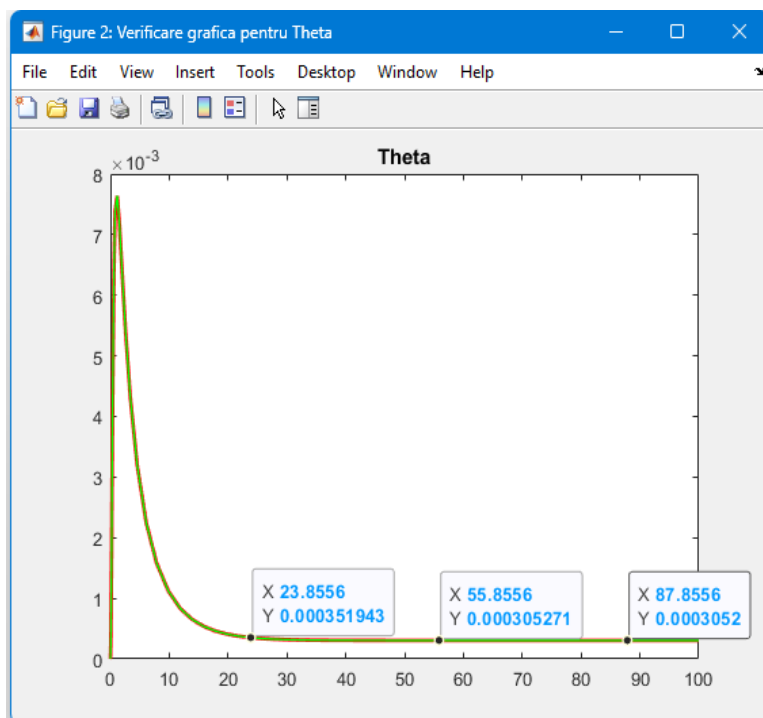 Figure 2: Verificare grafica pentru Theta
File Edit View Insert Tools Desktop Window Help
Theta
×10-3
8
7
6
5
4
3
2
1
0
X 23.8556
Y 0.000351943
X 55.8556
Y 0.000305271
X 87.8556
Y 0.0003052
0 10 20 30 40 50 60 70 80 90 100